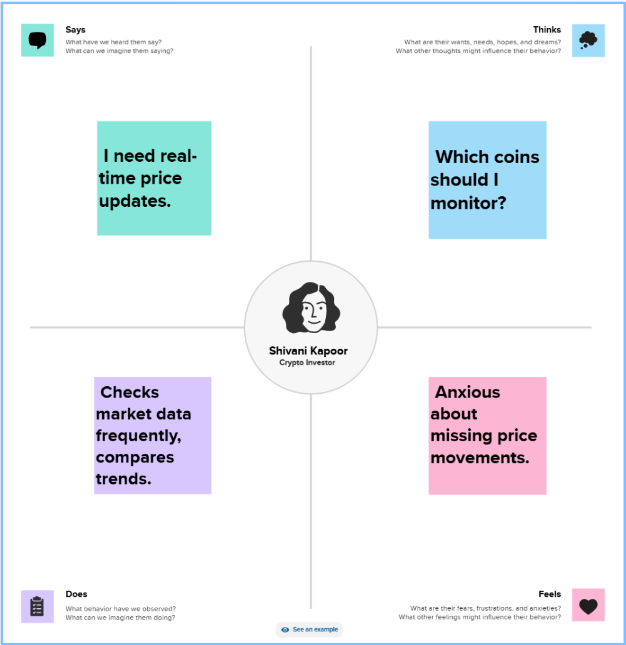 Says
What have we heard them say?
What can we imagine them saying?
Thinks
What are their wants, needs, hopes, and dreams?
What other thoughts might influence their behavior?
I need real-
time price
updates.
Which coins
should I
monitor?
Shivani Kapoor
Crypto Investor
Checks
market data
frequently,
compares
trends.
Anxious
about
missing price
movements.
Does
What behavior have we observed?
What can we imagine them doing?
Feels
What are their fears, frustrations, and anxieties?
What other feelings might influence their behavior?
See an example